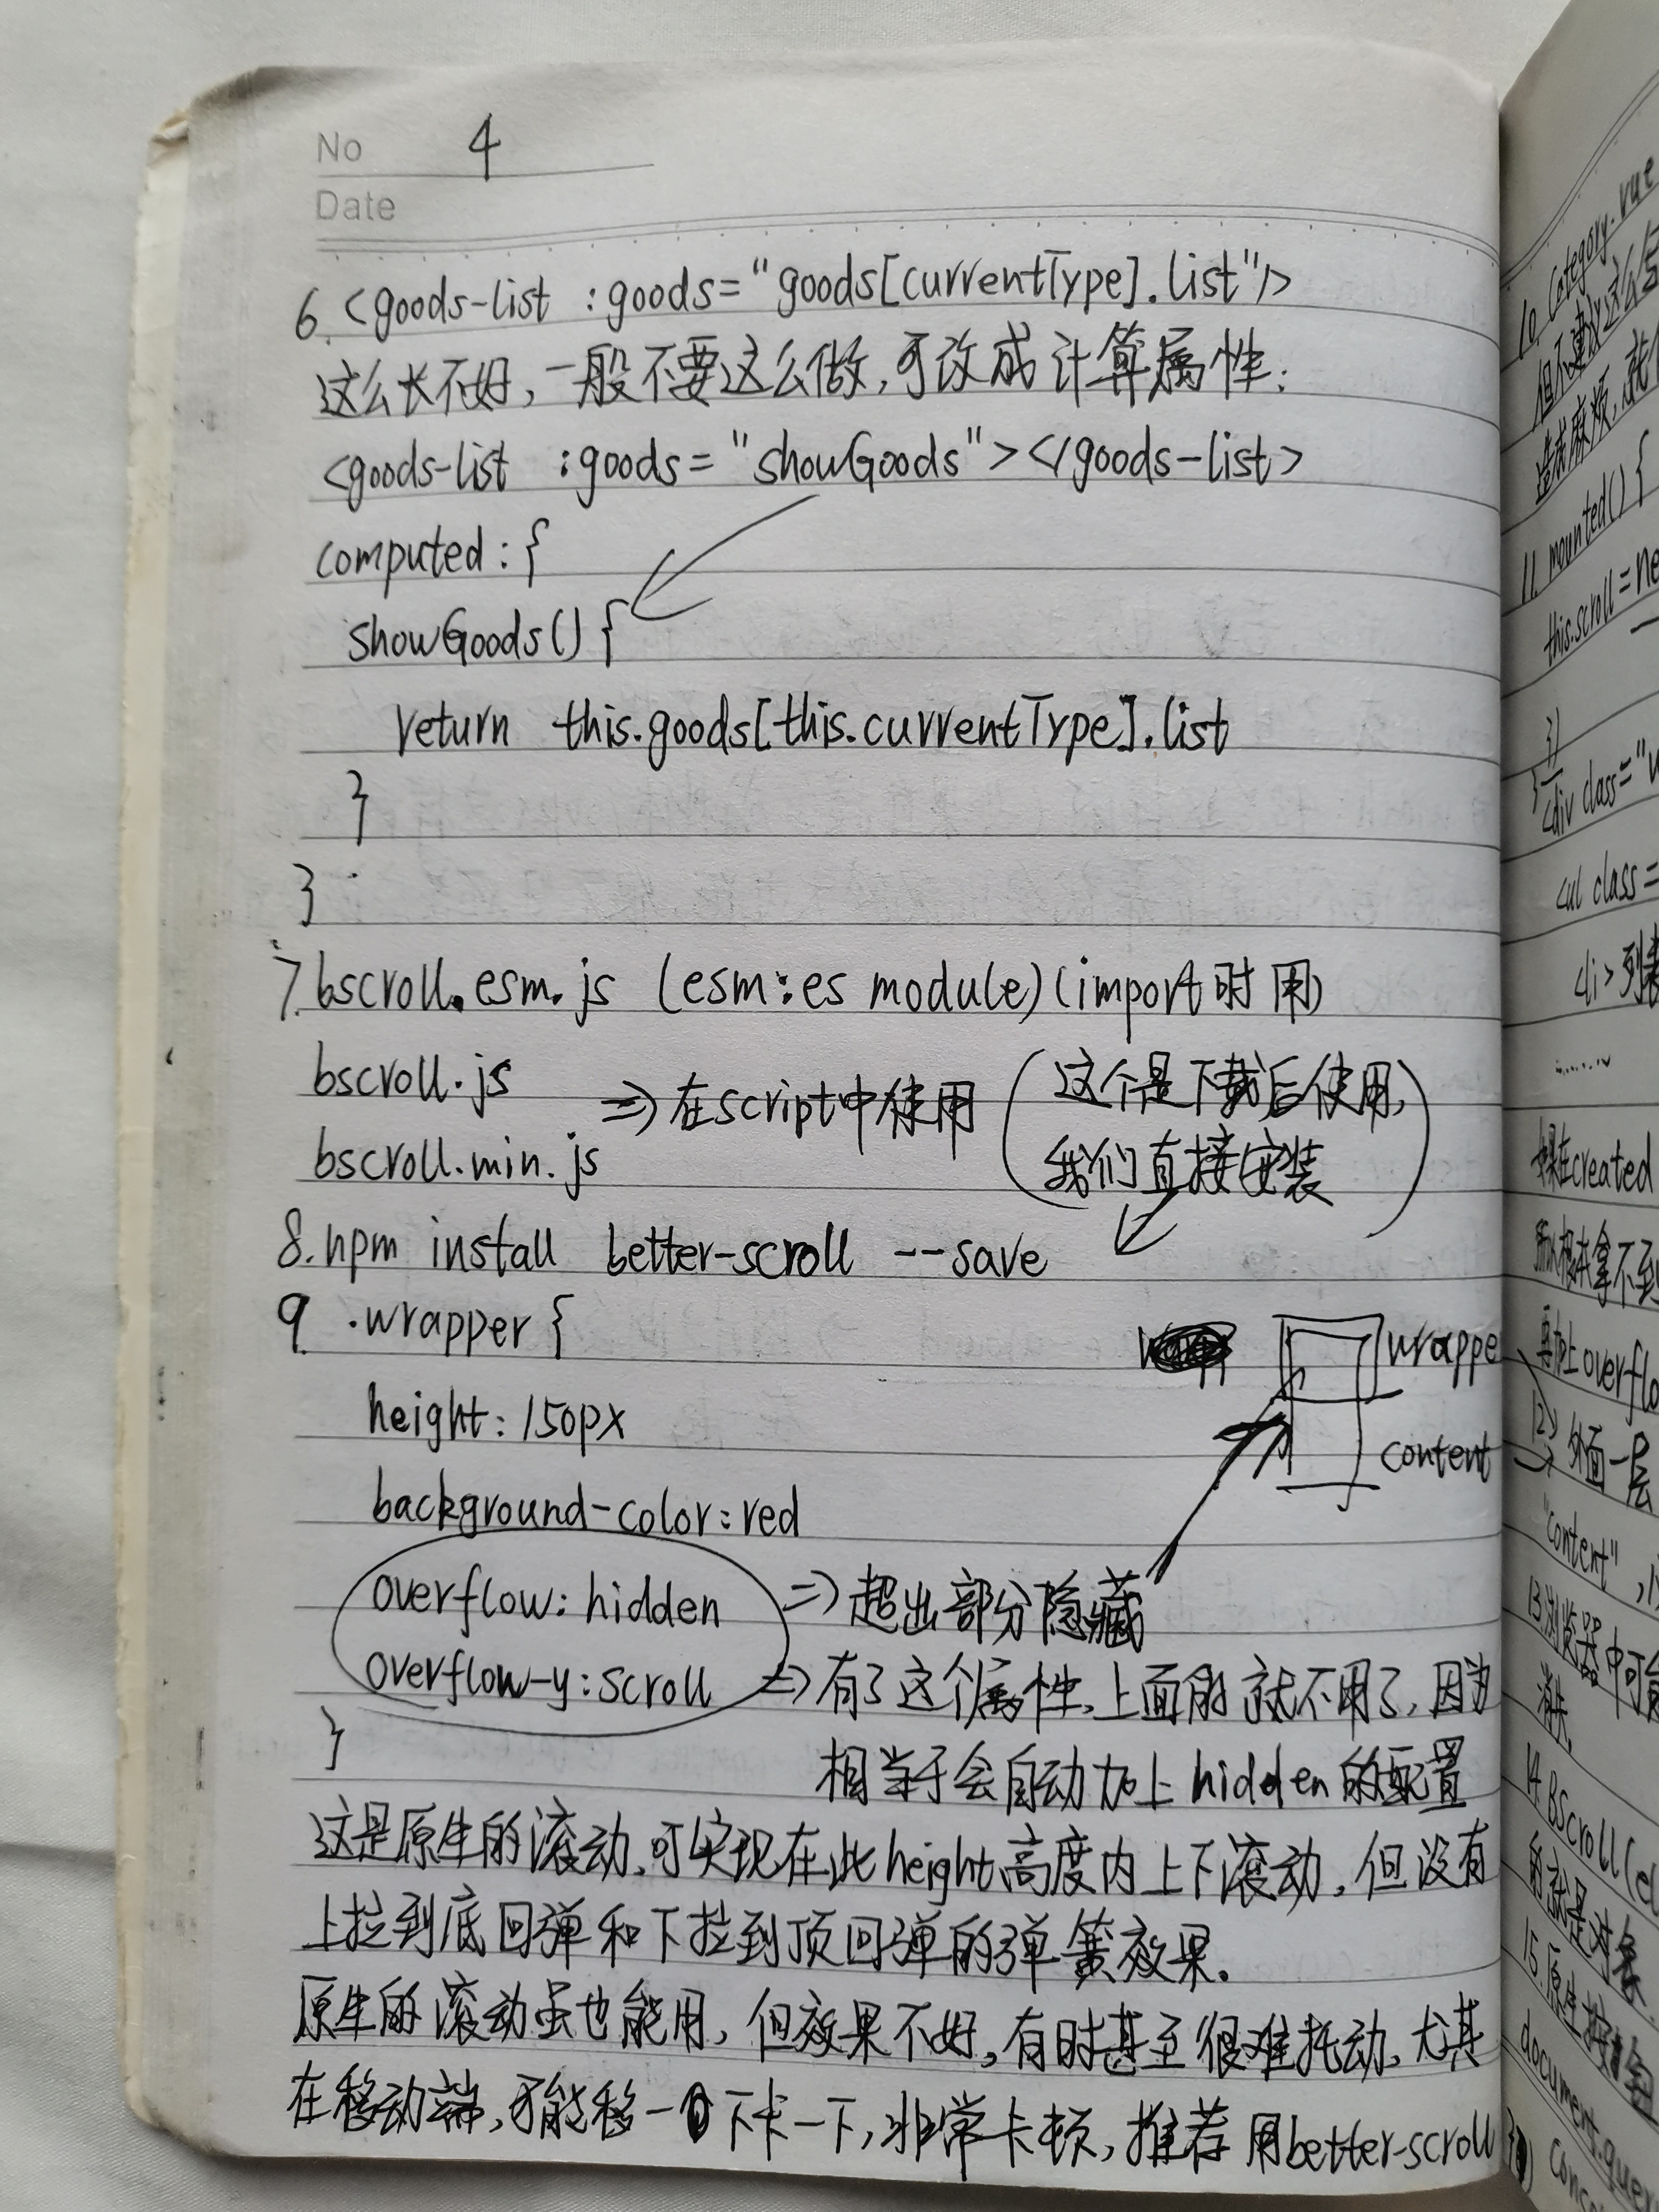 No 4
Date
6. <goods-list :goods="goods[currentType].list"/>
这么长不好,一般不要这么做,可改成计算属性:
<goods-list :goods="showGoods"></goods-list>
computed:{
showGoods(){
return this.goods[this.currentType].list
}
}
7. bscroll.esm.js (esm:es module)(import时用)
bscroll.js
bscroll.min.js
=>在script中使用
(这个是下载后使用,
我们直接安装)
8.npm install better-scroll --save
9. .wrapper{
height:150px
background-color:red
overflow:hidden =>超出部分隐藏
overflow-y:scroll =>有了这个属性,上面的就不用了,因为
}
相当于会自动加上hidden的配置
wrappe
content
这是原生的滚动,可实现在此height高度内上下滚动,但没有
上拉到底回弹和下拉到顶回弹的弹簧效果.
原生的滚动虽也能用,但效果不好,有时甚至很难拖动,尤其
在移动端,可能移一下卡一下,非常卡顿,推荐用better-scroll
10. Category.vue
但不建议这么写
造成麻烦,就
11. mounted(){
this.scroll=ne
})
}
<div class="w
<ul class=
<li>列表
......
如果在created
所以根本拿不到
再加上overflo
12) 外面一层
"content",
13.浏览器中可能
消失.
14. BScroll(el
的就是对象
15.原生按钮
document.quer